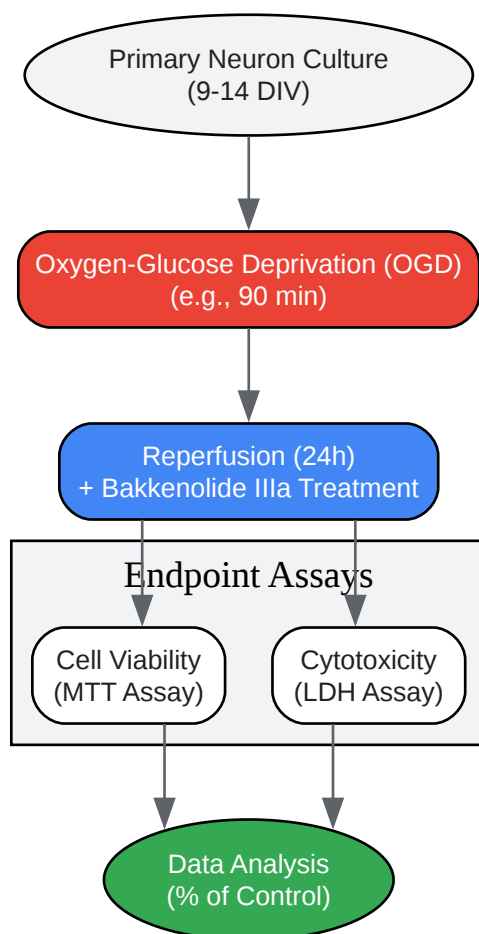 Primary Neuron Culture
(9-14 DIV)
Oxygen-Glucose Deprivation (OGD)
(e.g., 90 min)
Reperfusion (24h)
+ Bakkenolide IIIa Treatment
Endpoint Assays
Cell Viability
(MTT Assay)
Cytotoxicity
(LDH Assay)
Data Analysis
(% of Control)